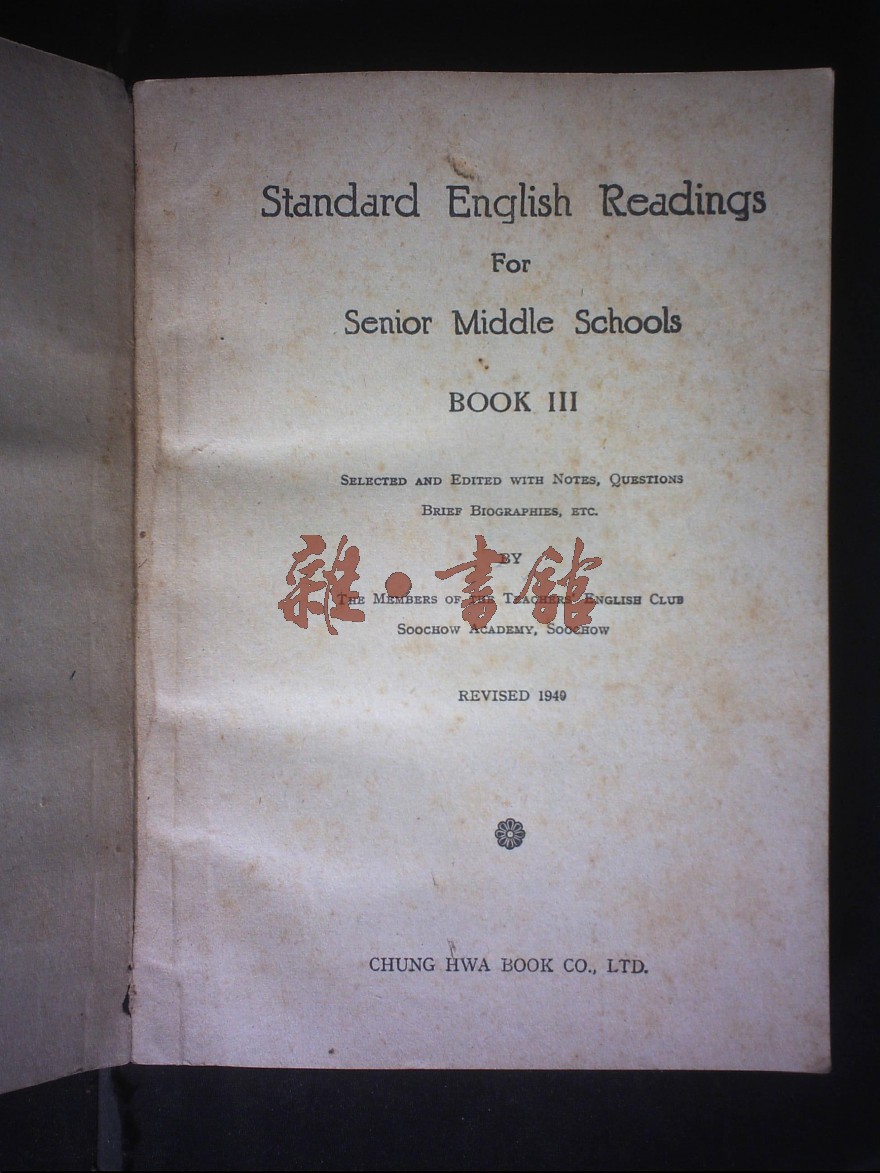 Standard English Readings
For
Senior Middle Schools
BOOK III
SELECTED AND EDITED WITH NOTES, QUESTIONS
BRIEF BIOGRAPHIES, ETC.
BY
雜·書館
THE MEMBERS OF THE TEACHERS' ENGLISH CLUB
SOOCHOW ACADEMY, SOOCHOW
REVISED 1940
CHUNG HWA BOOK CO., LTD.